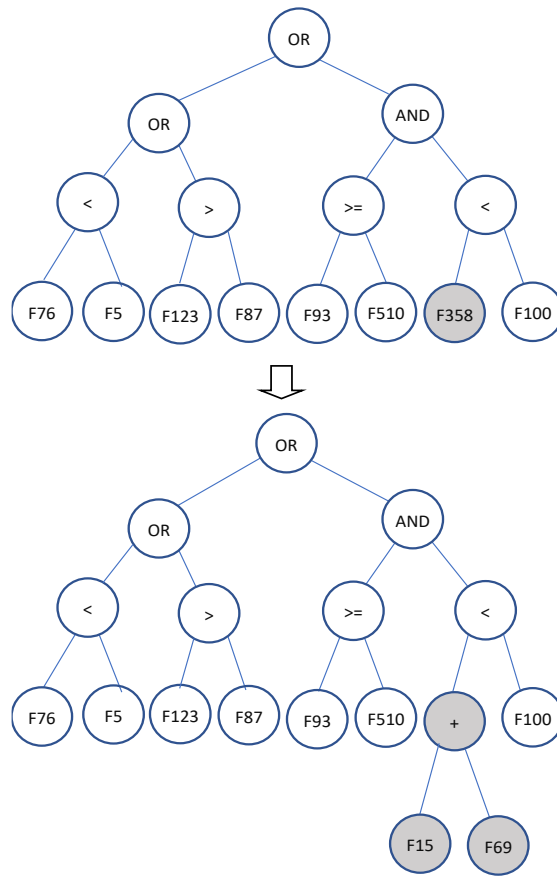 OR
OR
AND
<
>
>=
<
F76
F5
F123
F87
F93
F510
F358
F100
OR
OR
AND
<
>
>=
<
F76
F5
F123
F87
F93
F510
+
F100
F15
F69